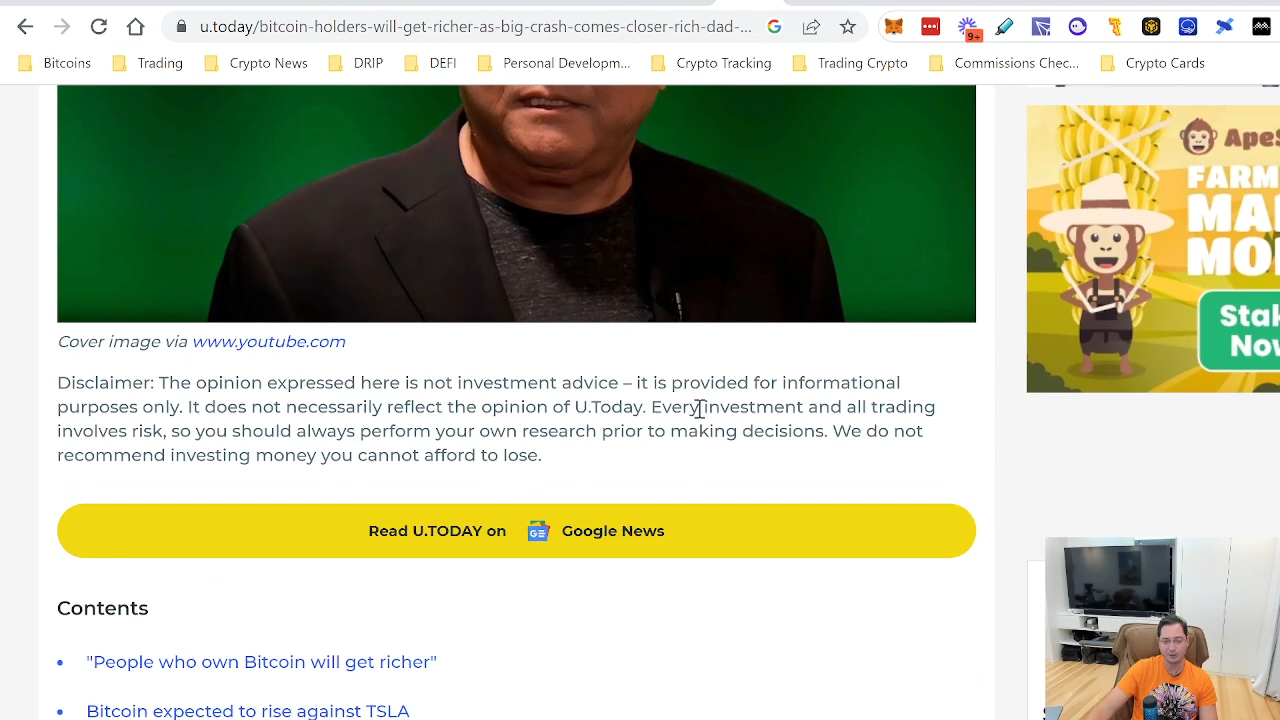 u.today/bitcoin-holders-will-get-richer-as-big-crash-comes-closer-rich-dad-...
9+
Bitcoins
Trading
Crypto News
DRIP
DEFI
Personal Developm...
Crypto Tracking
Trading Crypto
Commissions Chec...
Crypto Cards
Cover image via www.youtube.com
Disclaimer: The opinion expressed here is not investment advice – it is provided for informational
purposes only. It does not necessarily reflect the opinion of U.Today. Every investment and all trading
involves risk, so you should always perform your own research prior to making decisions. We do not
recommend investing money you cannot afford to lose.
Read U.TODAY on GE Google News
Contents
• "People who own Bitcoin will get richer"
• Bitcoin expected to rise against TSLA
FARM
Now